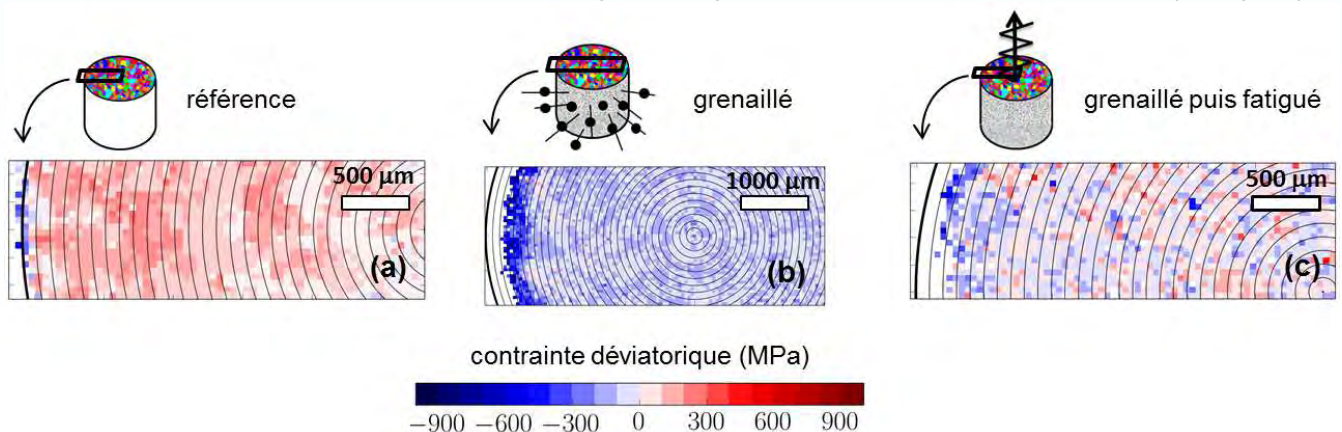 référence
grenaillé
grenaillé puis fatigué
500 µm
(a)
1000 µm
(b)
500 µm
(c)
contrainte déviatorique (MPa)
−900 −600 −300 0 300 600 900